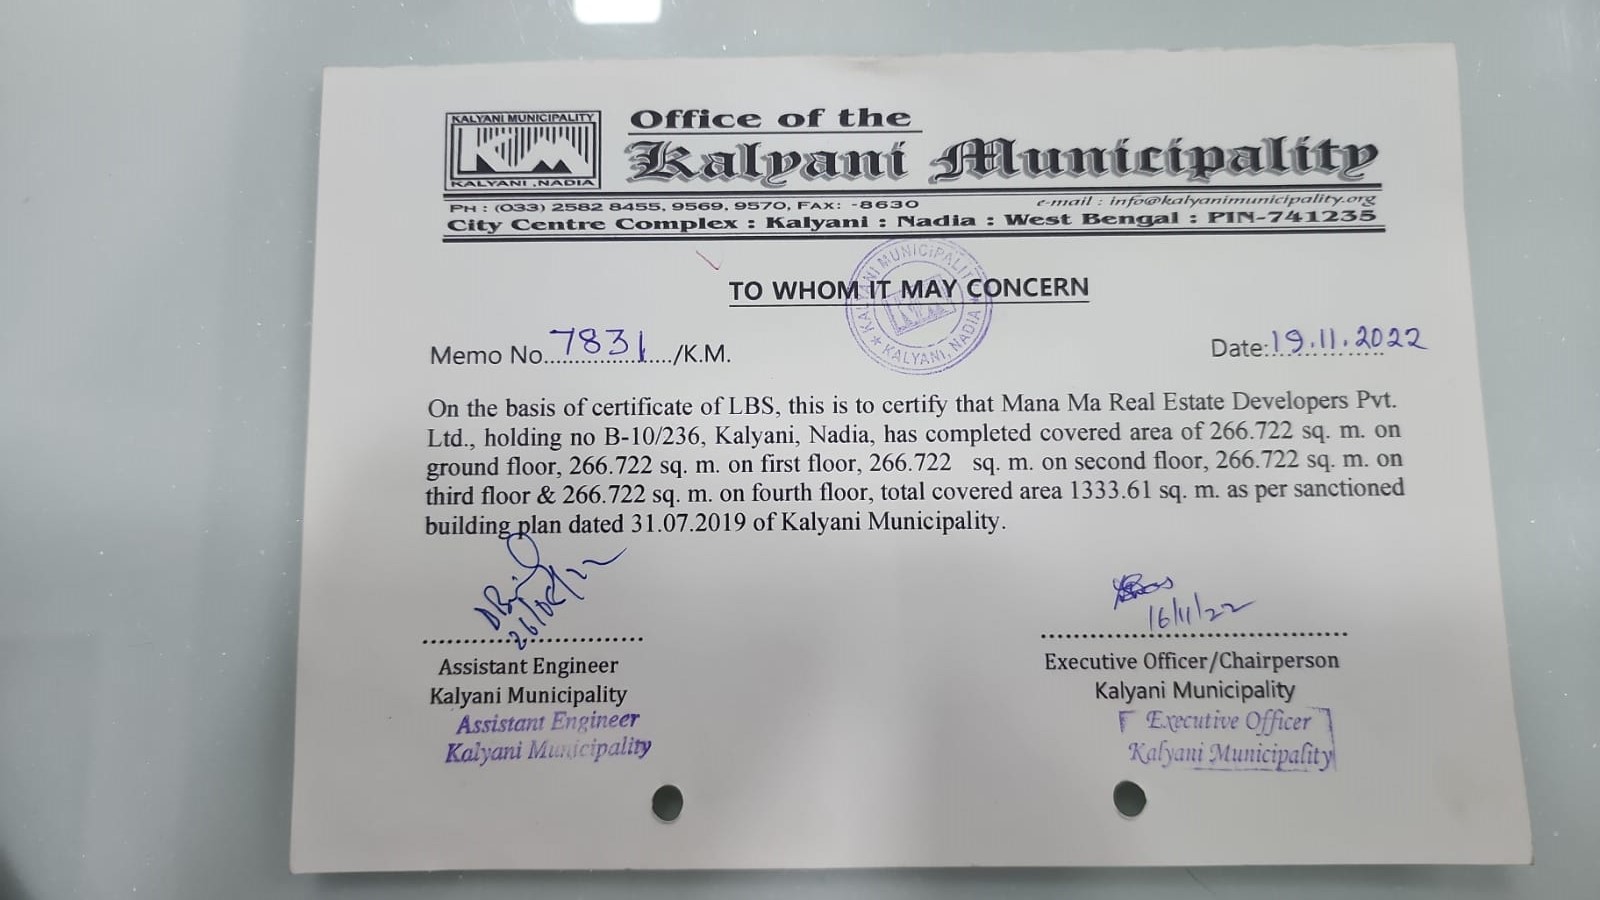 KALYANI MUNICIPALITY
KM
KALYANI, NADIA
Office of the
Kalyani Municipality
PH : (033) 2582 8455, 9569, 9570, FAX: -8630
e-mail : info@kalyanimunicipality.org
City Centre Complex : Kalyani : Nadia : West Bengal : PIN-741235
KALYANI MUNICIPALITY
KALYANI, NADIA
TO WHOM IT MAY CONCERN
Memo No....7831..../K.M.
Date:19.11.2022
On the basis of certificate of LBS, this is to certify that Mana Ma Real Estate Developers Pvt.
Ltd., holding no B-10/236, Kalyani, Nadia, has completed covered area of 266.722 sq. m. on
ground floor, 266.722 sq. m. on first floor, 266.722 sq. m. on second floor, 266.722 sq. m. on
third floor & 266.722 sq. m. on fourth floor, total covered area 1333.61 sq. m. as per sanctioned
building plan dated 31.07.2019 of Kalyani Municipality.
16/11/22
Assistant Engineer
Kalyani Municipality
Assistant Engineer
Kalyani Municipality
Executive Officer/Chairperson
Kalyani Municipality
Executive Officer
Kalyani Municipality